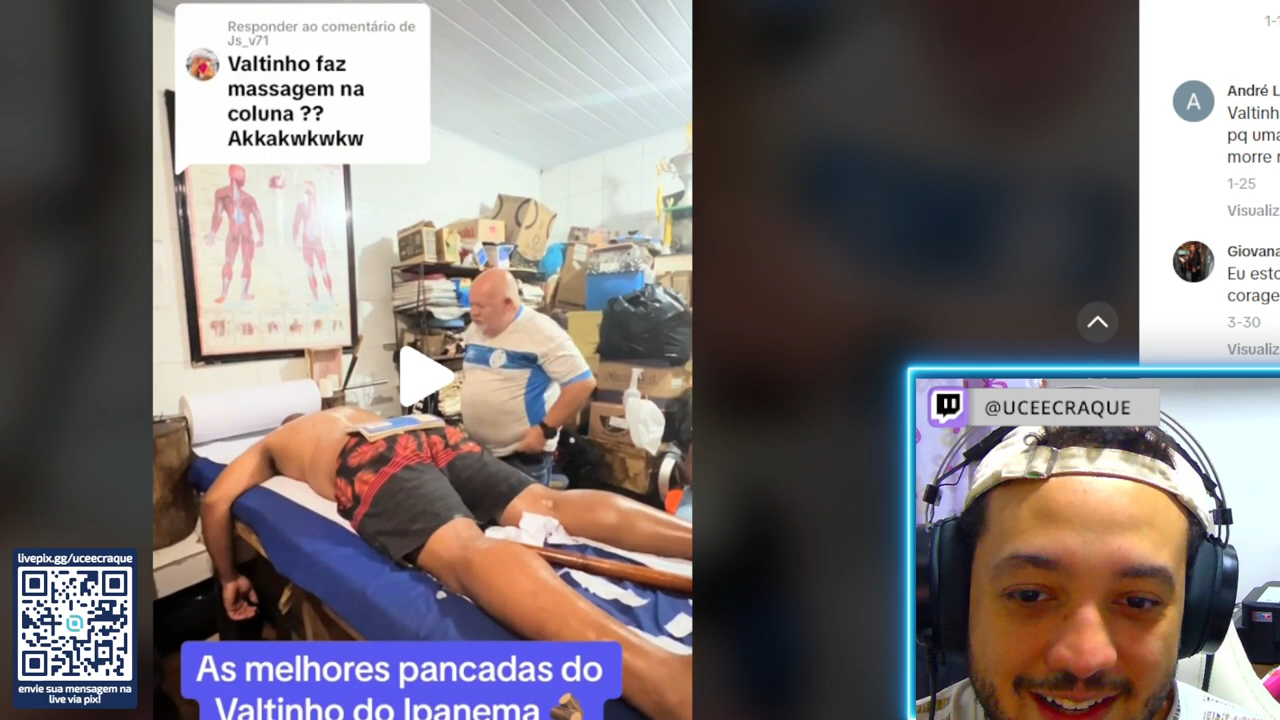 Responder ao comentário de
Js_v71
Valtinho faz
massagem na
coluna ??
Akkakwkwkw
As melhores pancadas do
Valtinho do Ipanema
livepix.gg/uceecraque
envie sua mensagem na
live via pix!
1-1
A
André L
Valtinh
pq uma
morre
1-25
Visualiz
Giovana
Eu esto
corage
3-30
Visualiz
@UCEECRAQUE